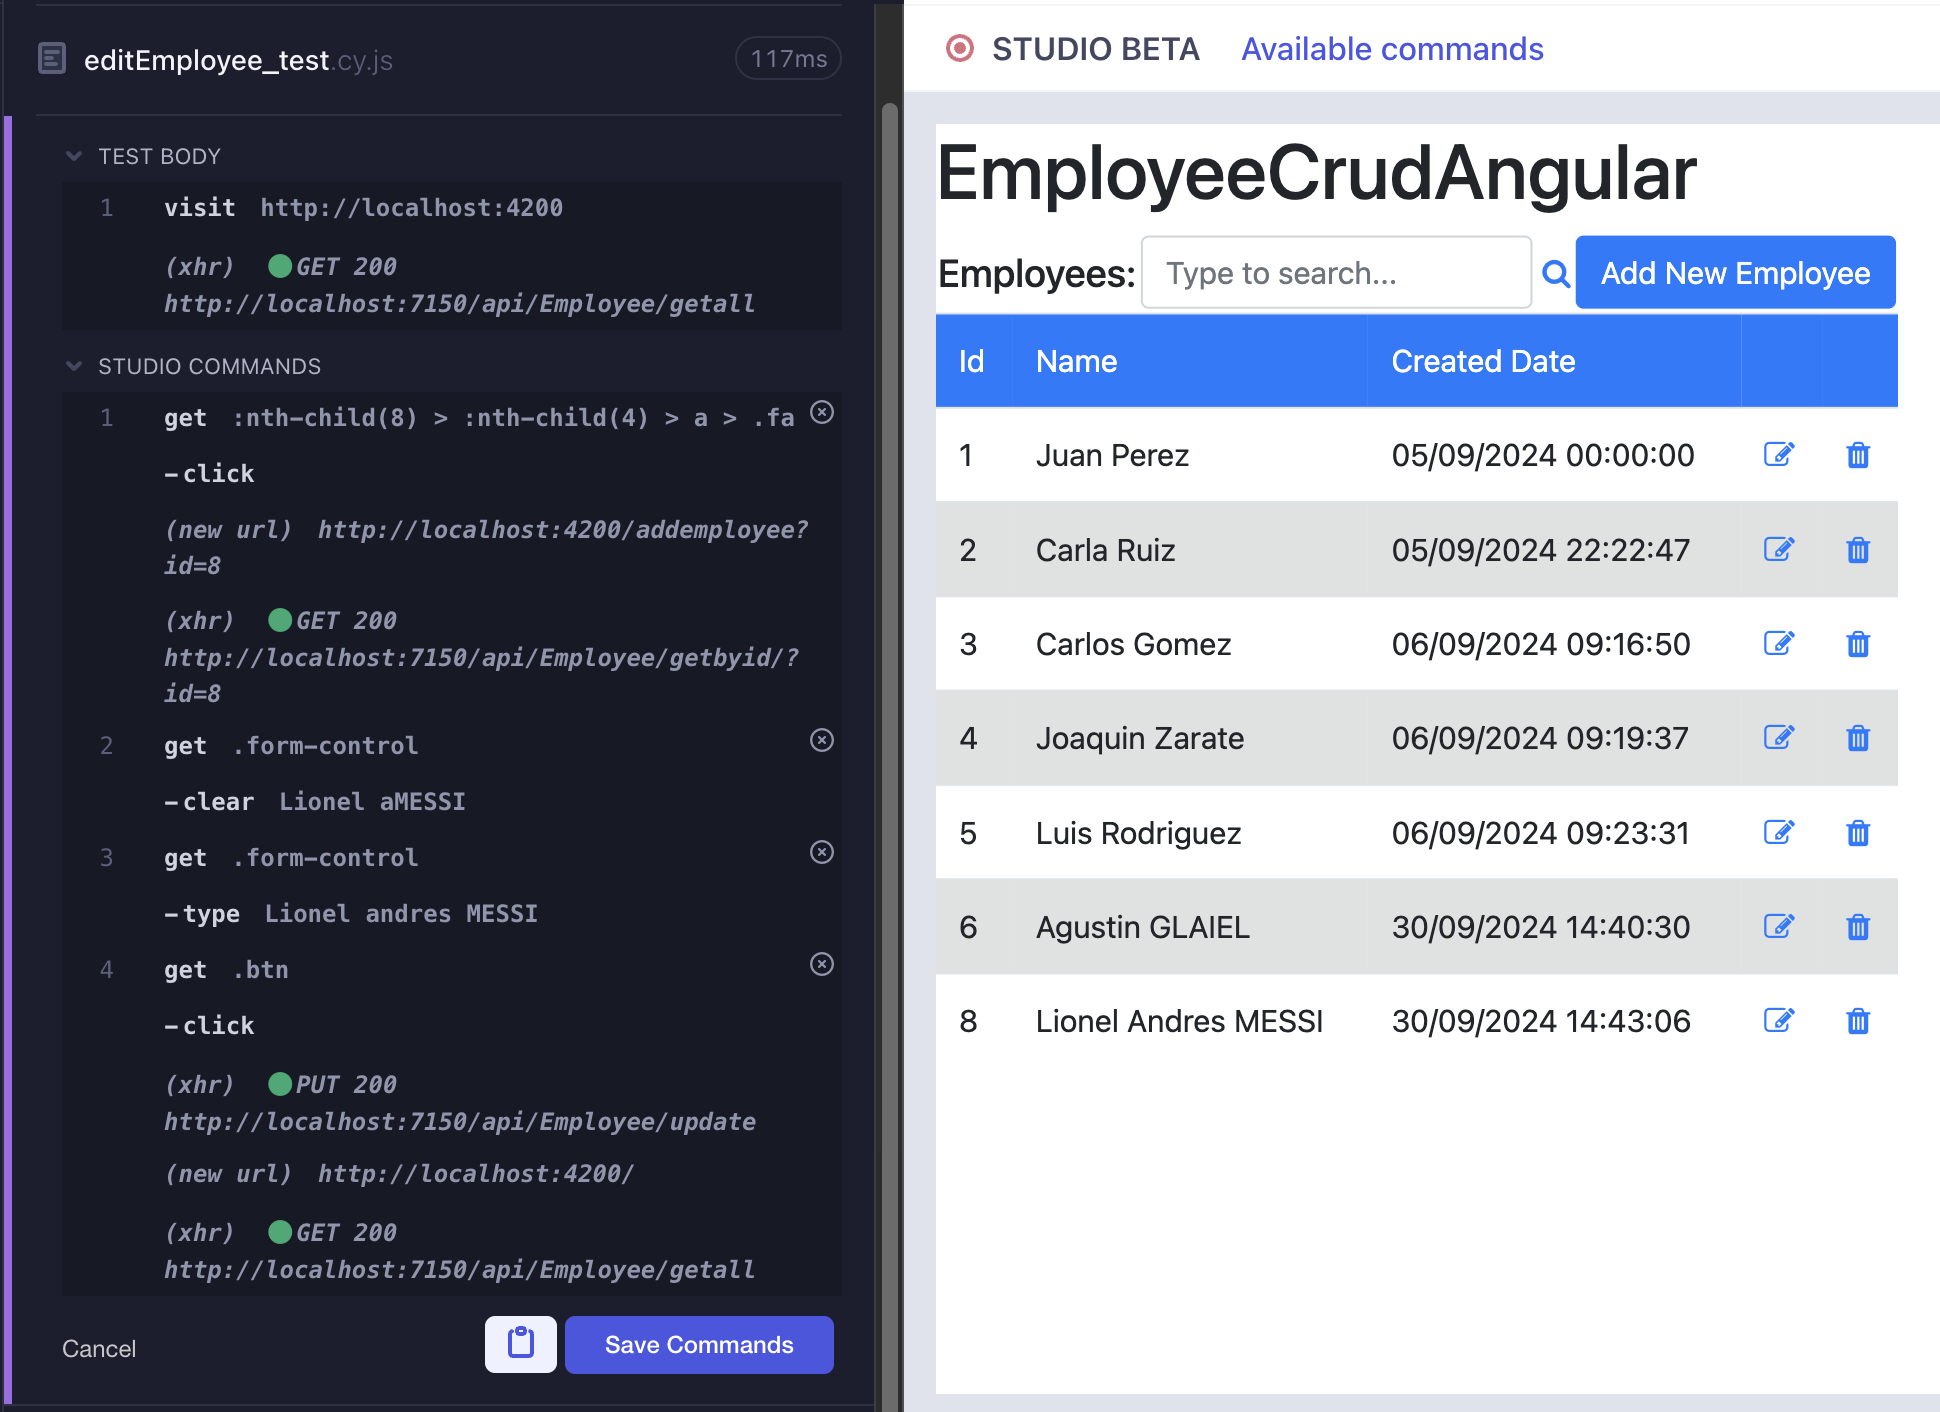 editEmployee_test.cy.js
117ms
TEST BODY
1 visit http://localhost:4200
(xhr) GET 200
http://localhost:7150/api/Employee/getall
STUDIO COMMANDS
1 get :nth-child(8) > :nth-child(4) > a > .fa
-click
(new url) http://localhost:4200/addemployee?
id=8
(xhr) GET 200
http://localhost:7150/api/Employee/getbyid/?
id=8
2 get .form-control
-clear Lionel aMESSI
3 get .form-control
-type Lionel andres MESSI
4 get .btn
-click
(xhr) PUT 200
http://localhost:7150/api/Employee/update
(new url) http://localhost:4200/
(xhr) GET 200
http://localhost:7150/api/Employee/getall
Cancel
Save Commands
STUDIO BETA Available commands
EmployeeCrudAngular
Employees: Type to search... Add New Employee
Id Name Created Date
1 Juan Perez 05/09/2024 00:00:00
2 Carla Ruiz 05/09/2024 22:22:47
3 Carlos Gomez 06/09/2024 09:16:50
4 Joaquin Zarate 06/09/2024 09:19:37
5 Luis Rodriguez 06/09/2024 09:23:31
6 Agustin GLAIEL 30/09/2024 14:40:30
8 Lionel Andres MESSI 30/09/2024 14:43:06